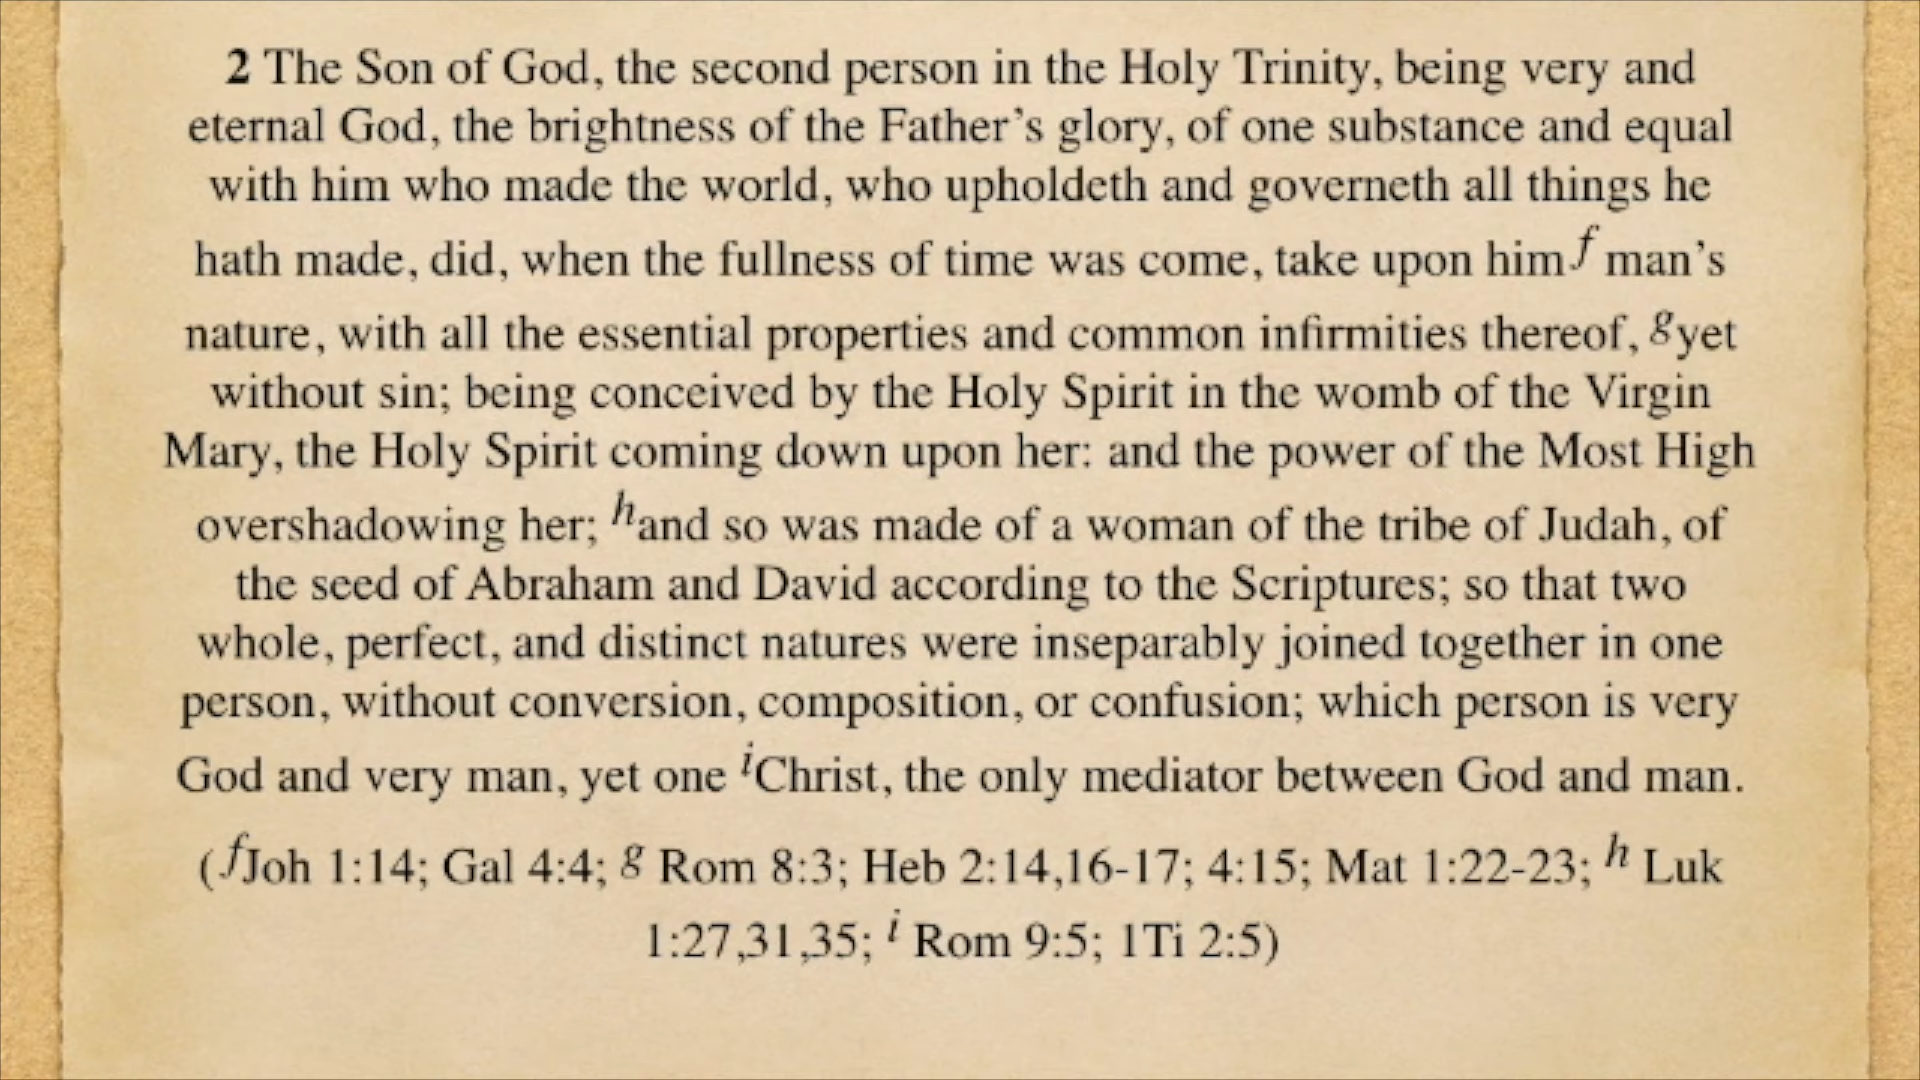 2 The Son of God, the second person in the Holy Trinity, being very and
eternal God, the brightness of the Father’s glory, of one substance and equal
with him who made the world, who upholdeth and governeth all things he
hath made, did, when the fullness of time was come, take upon him f man’s
nature, with all the essential properties and common infirmities thereof, gyet
without sin; being conceived by the Holy Spirit in the womb of the Virgin
Mary, the Holy Spirit coming down upon her: and the power of the Most High
overshadowing her; hand so was made of a woman of the tribe of Judah, of
the seed of Abraham and David according to the Scriptures; so that two
whole, perfect, and distinct natures were inseparably joined together in one
person, without conversion, composition, or confusion; which person is very
God and very man, yet one iChrist, the only mediator between God and man.
(fJoh 1:14; Gal 4:4; g Rom 8:3; Heb 2:14,16-17; 4:15; Mat 1:22-23; h Luk
1:27,31,35; i Rom 9:5; 1Ti 2:5)